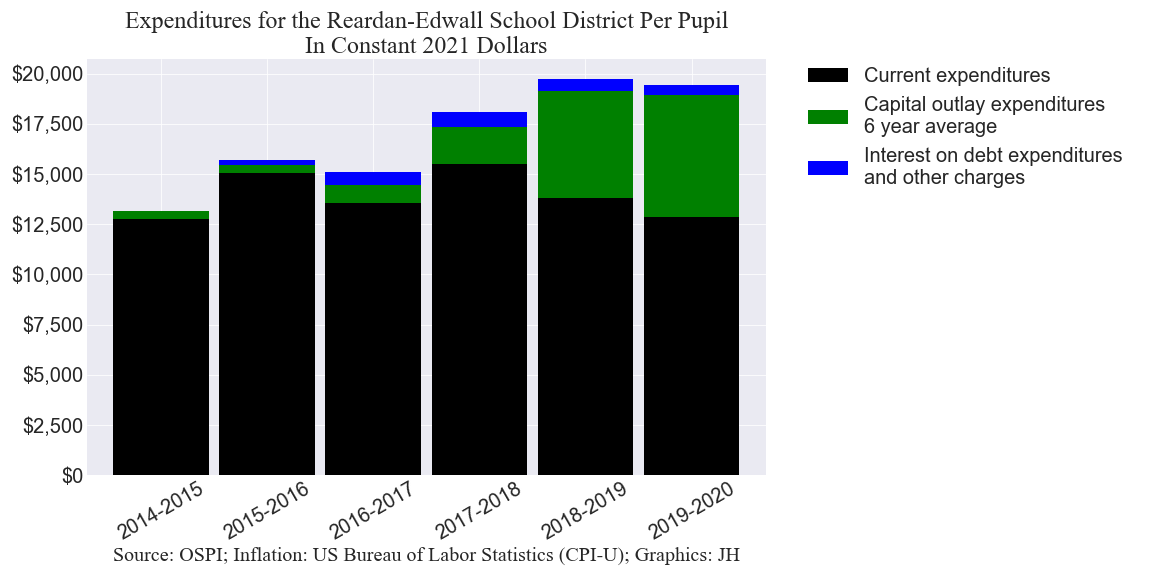 Expenditures for the Reardan-Edwall School District Per Pupil
In Constant 2021 Dollars
$20,000
$17,500
$15,000
$12,500
$10,000
$7,500
$5,000
$2,500
$0
2014-2015
2015-2016
2016-2017
2017-2018
2018-2019
2019-2020
Current expenditures
Capital outlay expenditures
6 year average
Interest on debt expenditures
and other charges
Source: OSPI; Inflation: US Bureau of Labor Statistics (CPI-U); Graphics: JH